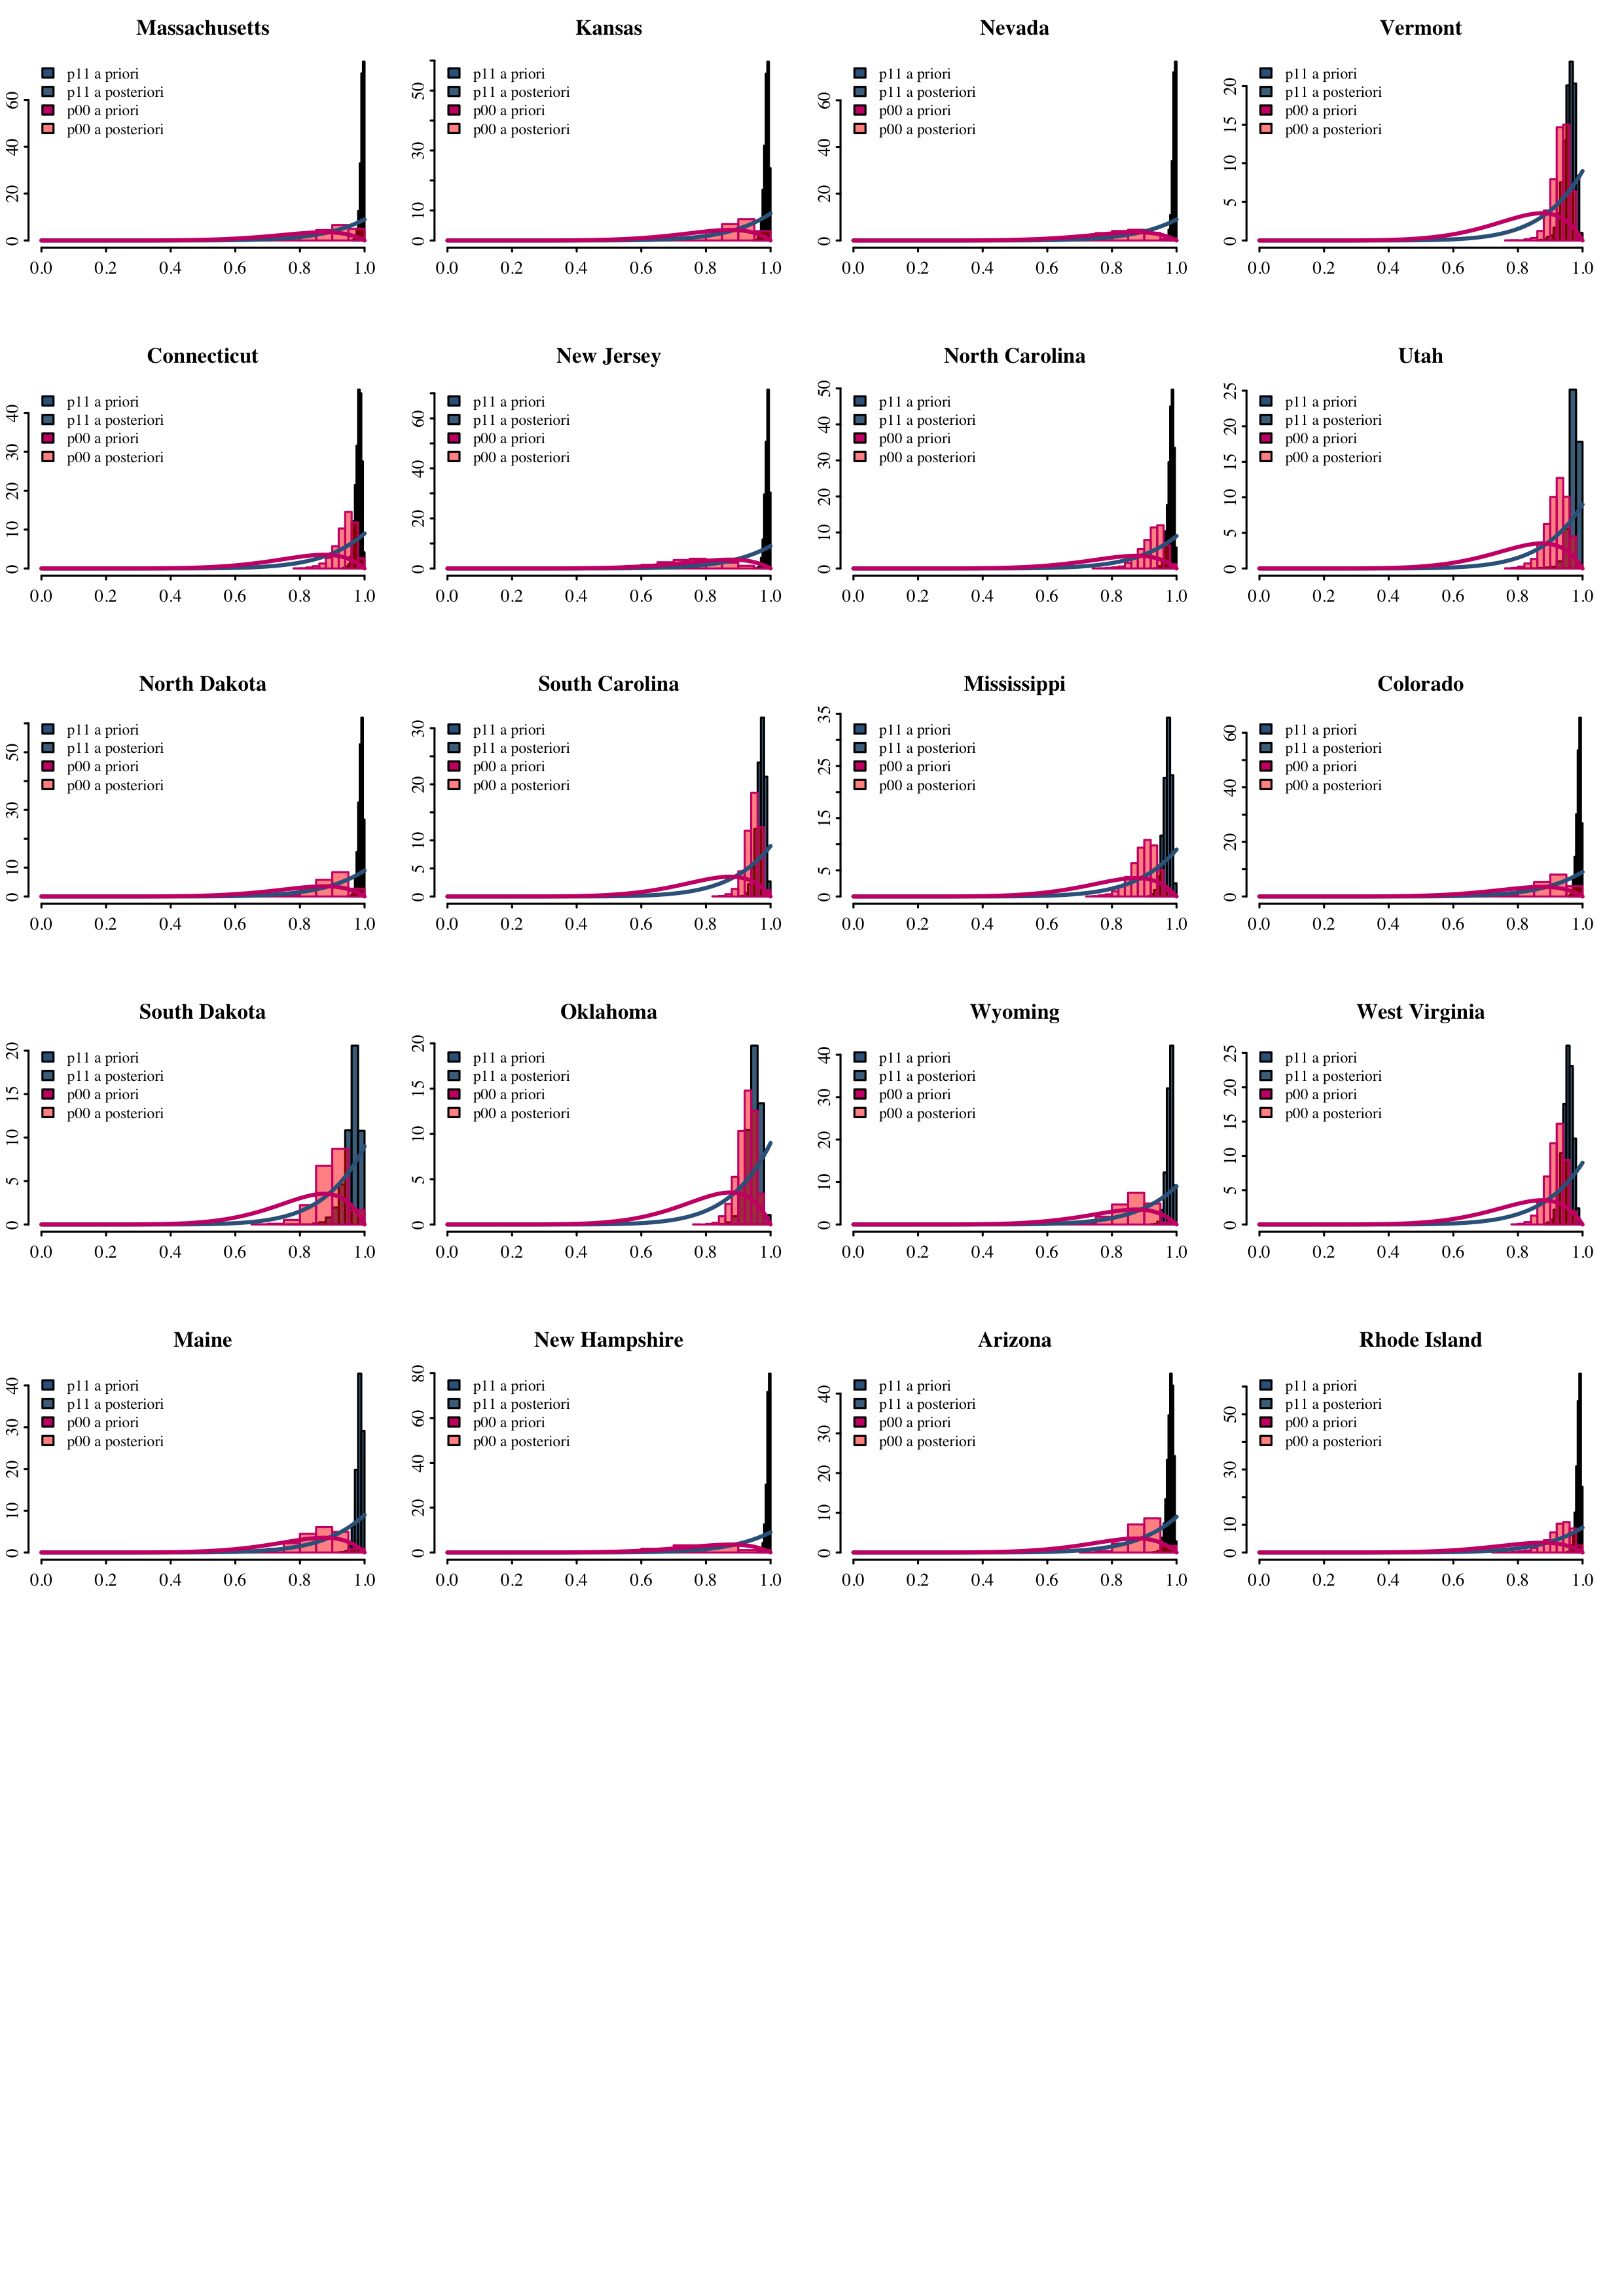 Massachusetts
p11 a priori
p11 a posteriori
p00 a priori
p00 a posteriori
0 20 40 60
0.0 0.2 0.4 0.6 0.8 1.0
Kansas
p11 a priori
p11 a posteriori
p00 a priori
p00 a posteriori
0 10 30 50
0.0 0.2 0.4 0.6 0.8 1.0
Nevada
p11 a priori
p11 a posteriori
p00 a priori
p00 a posteriori
0 20 40 60
0.0 0.2 0.4 0.6 0.8 1.0
Vermont
p11 a priori
p11 a posteriori
p00 a priori
p00 a posteriori
0 5 10 15 20
0.0 0.2 0.4 0.6 0.8 1.0
Connecticut
p11 a priori
p11 a posteriori
p00 a priori
p00 a posteriori
0 10 20 30 40
0.0 0.2 0.4 0.6 0.8 1.0
New Jersey
p11 a priori
p11 a posteriori
p00 a priori
p00 a posteriori
0 20 40 60
0.0 0.2 0.4 0.6 0.8 1.0
North Carolina
p11 a priori
p11 a posteriori
p00 a priori
p00 a posteriori
0 10 20 30 40 50
0.0 0.2 0.4 0.6 0.8 1.0
Utah
p11 a priori
p11 a posteriori
p00 a priori
p00 a posteriori
0 5 10 15 20 25
0.0 0.2 0.4 0.6 0.8 1.0
North Dakota
p11 a priori
p11 a posteriori
p00 a priori
p00 a posteriori
0 10 30 50
0.0 0.2 0.4 0.6 0.8 1.0
South Carolina
p11 a priori
p11 a posteriori
p00 a priori
p00 a posteriori
0 5 10 20 30
0.0 0.2 0.4 0.6 0.8 1.0
Mississippi
p11 a priori
p11 a posteriori
p00 a priori
p00 a posteriori
0 5 15 25 35
0.0 0.2 0.4 0.6 0.8 1.0
Colorado
p11 a priori
p11 a posteriori
p00 a priori
p00 a posteriori
0 20 40 60
0.0 0.2 0.4 0.6 0.8 1.0
South Dakota
p11 a priori
p11 a posteriori
p00 a priori
p00 a posteriori
0 5 10 15 20
0.0 0.2 0.4 0.6 0.8 1.0
Oklahoma
p11 a priori
p11 a posteriori
p00 a priori
p00 a posteriori
0 5 10 15 20
0.0 0.2 0.4 0.6 0.8 1.0
Wyoming
p11 a priori
p11 a posteriori
p00 a priori
p00 a posteriori
0 10 20 30 40
0.0 0.2 0.4 0.6 0.8 1.0
West Virginia
p11 a priori
p11 a posteriori
p00 a priori
p00 a posteriori
0 5 10 15 20 25
0.0 0.2 0.4 0.6 0.8 1.0
Maine
p11 a priori
p11 a posteriori
p00 a priori
p00 a posteriori
0 10 20 30 40
0.0 0.2 0.4 0.6 0.8 1.0
New Hampshire
p11 a priori
p11 a posteriori
p00 a priori
p00 a posteriori
0 20 40 60 80
0.0 0.2 0.4 0.6 0.8 1.0
Arizona
p11 a priori
p11 a posteriori
p00 a priori
p00 a posteriori
0 10 20 30 40
0.0 0.2 0.4 0.6 0.8 1.0
Rhode Island
p11 a priori
p11 a posteriori
p00 a priori
p00 a posteriori
0 10 30 50
0.0 0.2 0.4 0.6 0.8 1.0